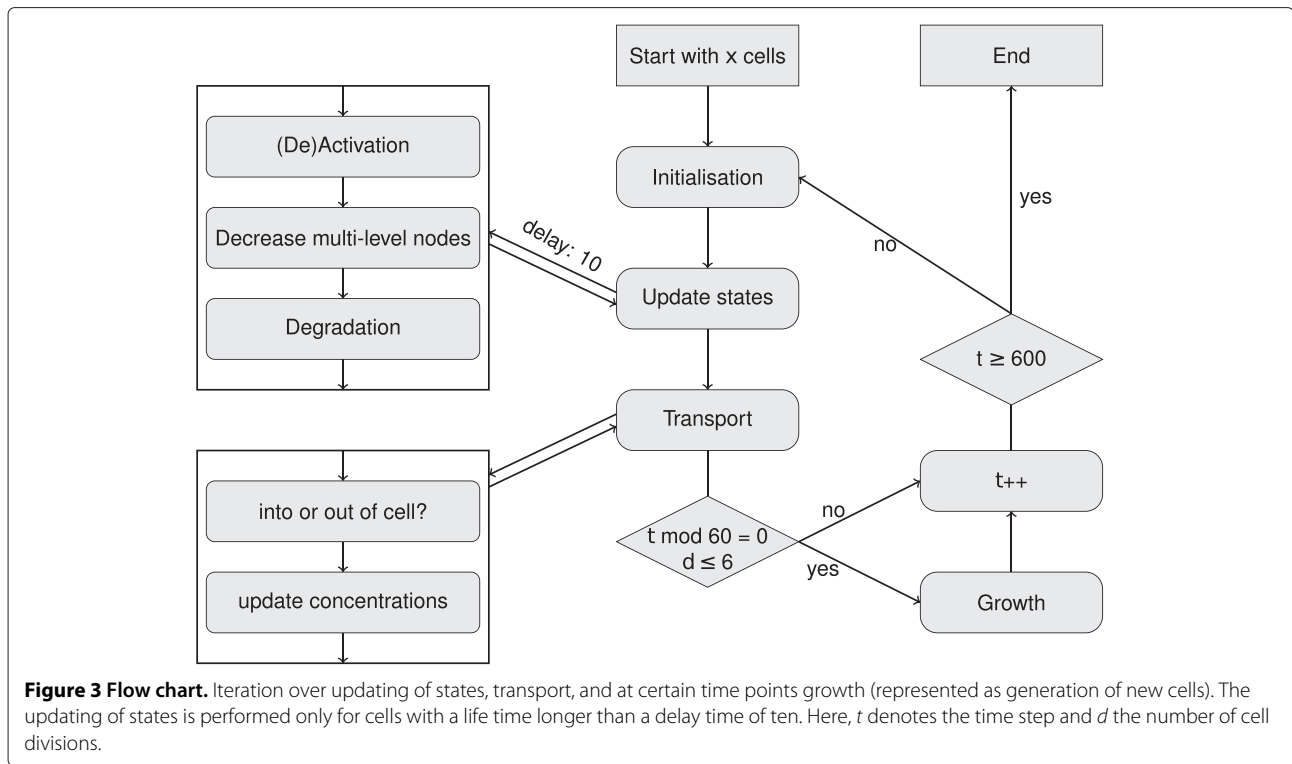 Start with x cells
End
(De)Activation
Initialisation
yes
Decrease multi-level nodes
delay: 10
no
Update states
Degradation
t ≥ 600
Transport
into or out of cell?
t++
no
t mod 60 = 0
d ≤ 6
yes
update concentrations
Growth
Figure 3 Flow chart. Iteration over updating of states, transport, and at certain time points growth (represented as generation of new cells). The
updating of states is performed only for cells with a life time longer than a delay time of ten. Here, t denotes the time step and d the number of cell
divisions.